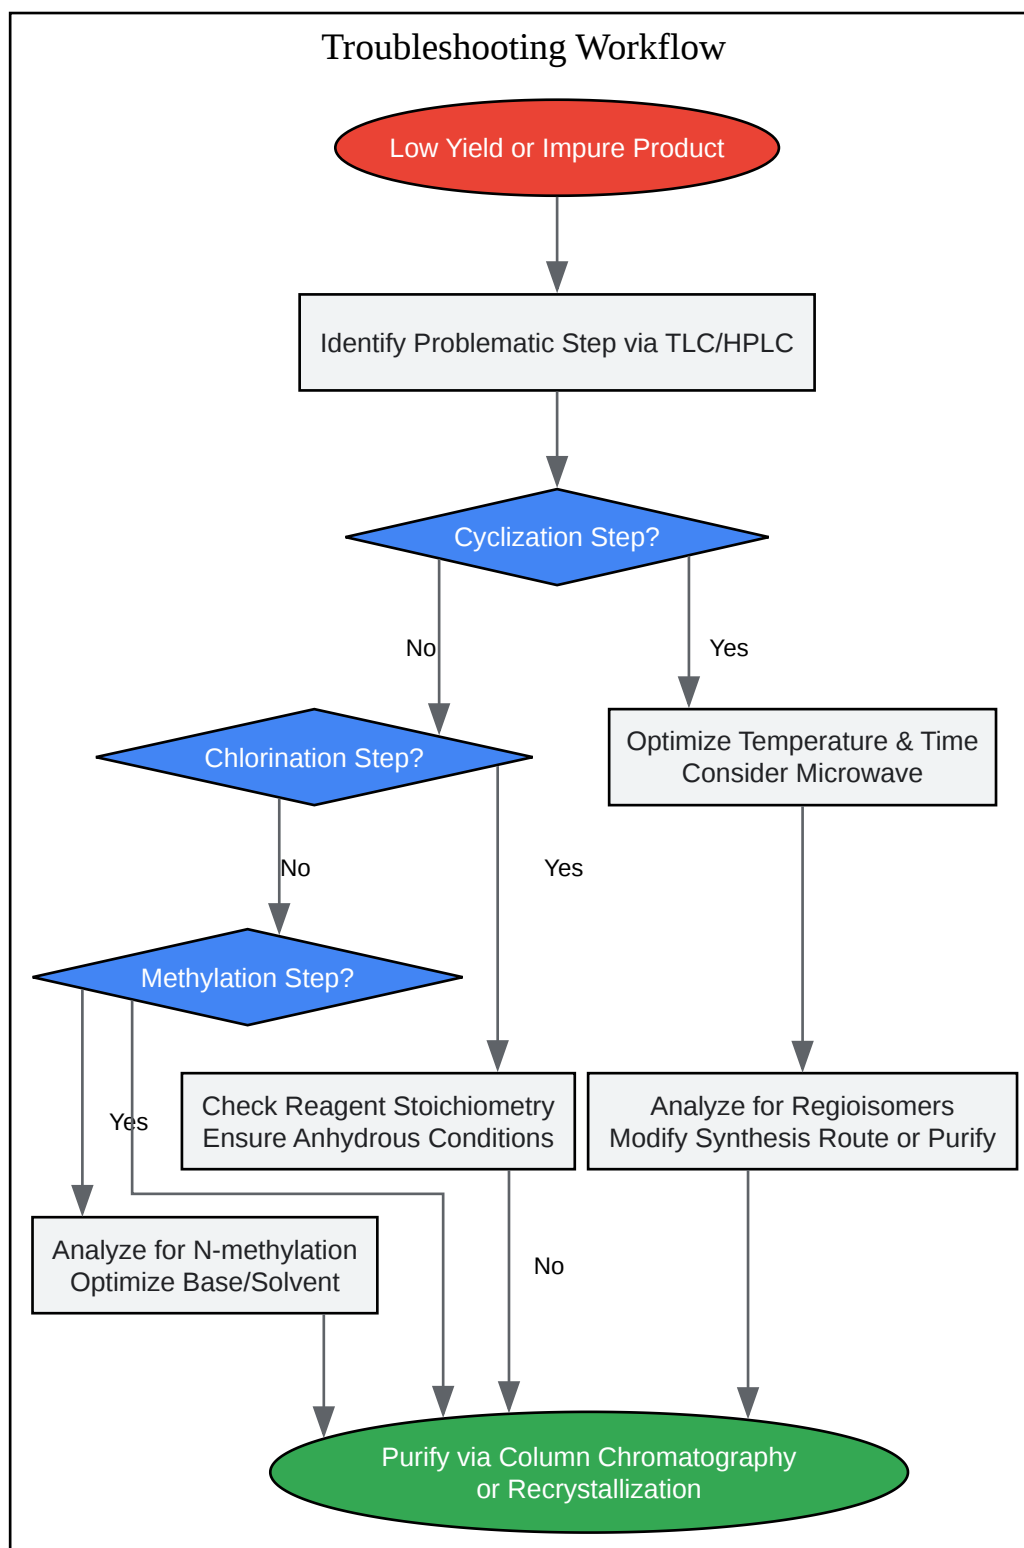 Troubleshooting Workflow
Low Yield or Impure Product
Identify Problematic Step via TLC/HPLC
Cyclization Step?
No
Yes
Chlorination Step?
Optimize Temperature & Time
Consider Microwave
No
Yes
Methylation Step?
Check Reagent Stoichiometry
Ensure Anhydrous Conditions
Analyze for Regioisomers
Modify Synthesis Route or Purify
Yes
Analyze for N-methylation
Optimize Base/Solvent
No
Purify via Column Chromatography
or Recrystallization